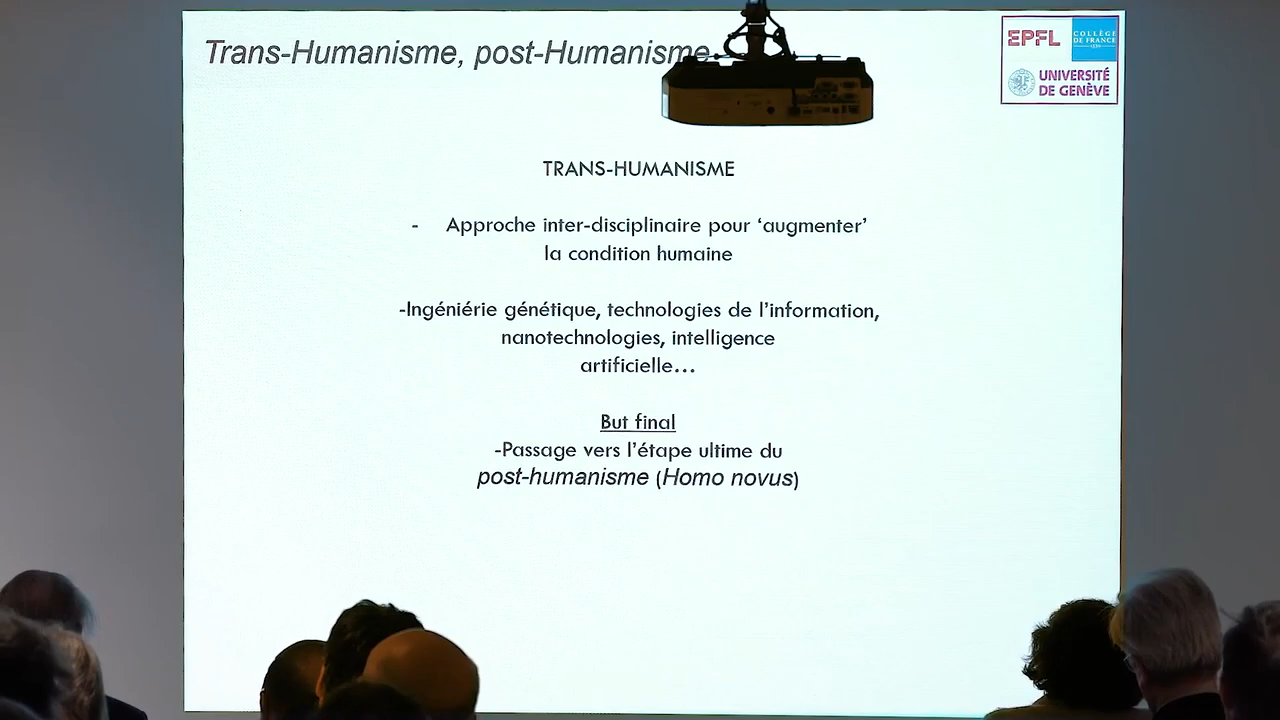 Trans-Humanisme, post-Humanisme
EPFL
COLLÈGE
DE FRANCE
1530
UNIVERSITÉ
DE GENÈVE
TRANS-HUMANISME
- Approche inter-disciplinaire pour ‘augmenter’
la condition humaine
-Ingéniérie génétique, technologies de l’information,
nanotechnologies, intelligence
artificielle...
But final
-Passage vers l’étape ultime du
post-humanisme (Homo novus)